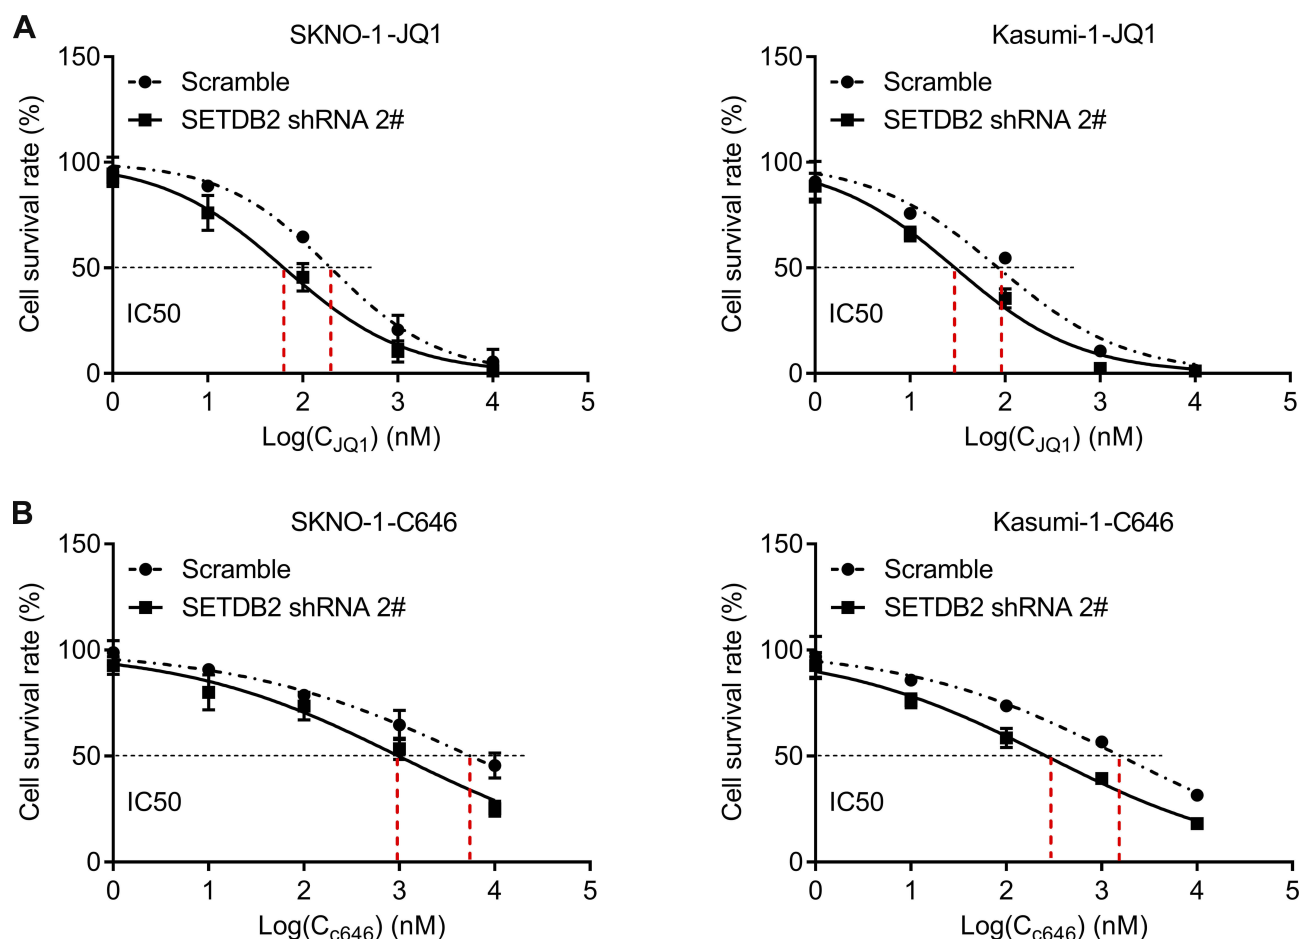 A
SKNO-1-JQ1
150
100
50
0
Cell survival rate (%)
Scramble
SETDB2 shRNA 2#
IC50
0 1 2 3 4 5
Log(CJQ1) (nM)
Kasumi-1-JQ1
150
100
50
0
Cell survival rate (%)
Scramble
SETDB2 shRNA 2#
IC50
0 1 2 3 4 5
Log(CJQ1) (nM)
B
SKNO-1-C646
150
100
50
0
Cell survival rate (%)
Scramble
SETDB2 shRNA 2#
IC50
0 1 2 3 4 5
Log(Cc646) (nM)
Kasumi-1-C646
150
100
50
0
Cell survival rate (%)
Scramble
SETDB2 shRNA 2#
IC50
0 1 2 3 4 5
Log(Cc646) (nM)